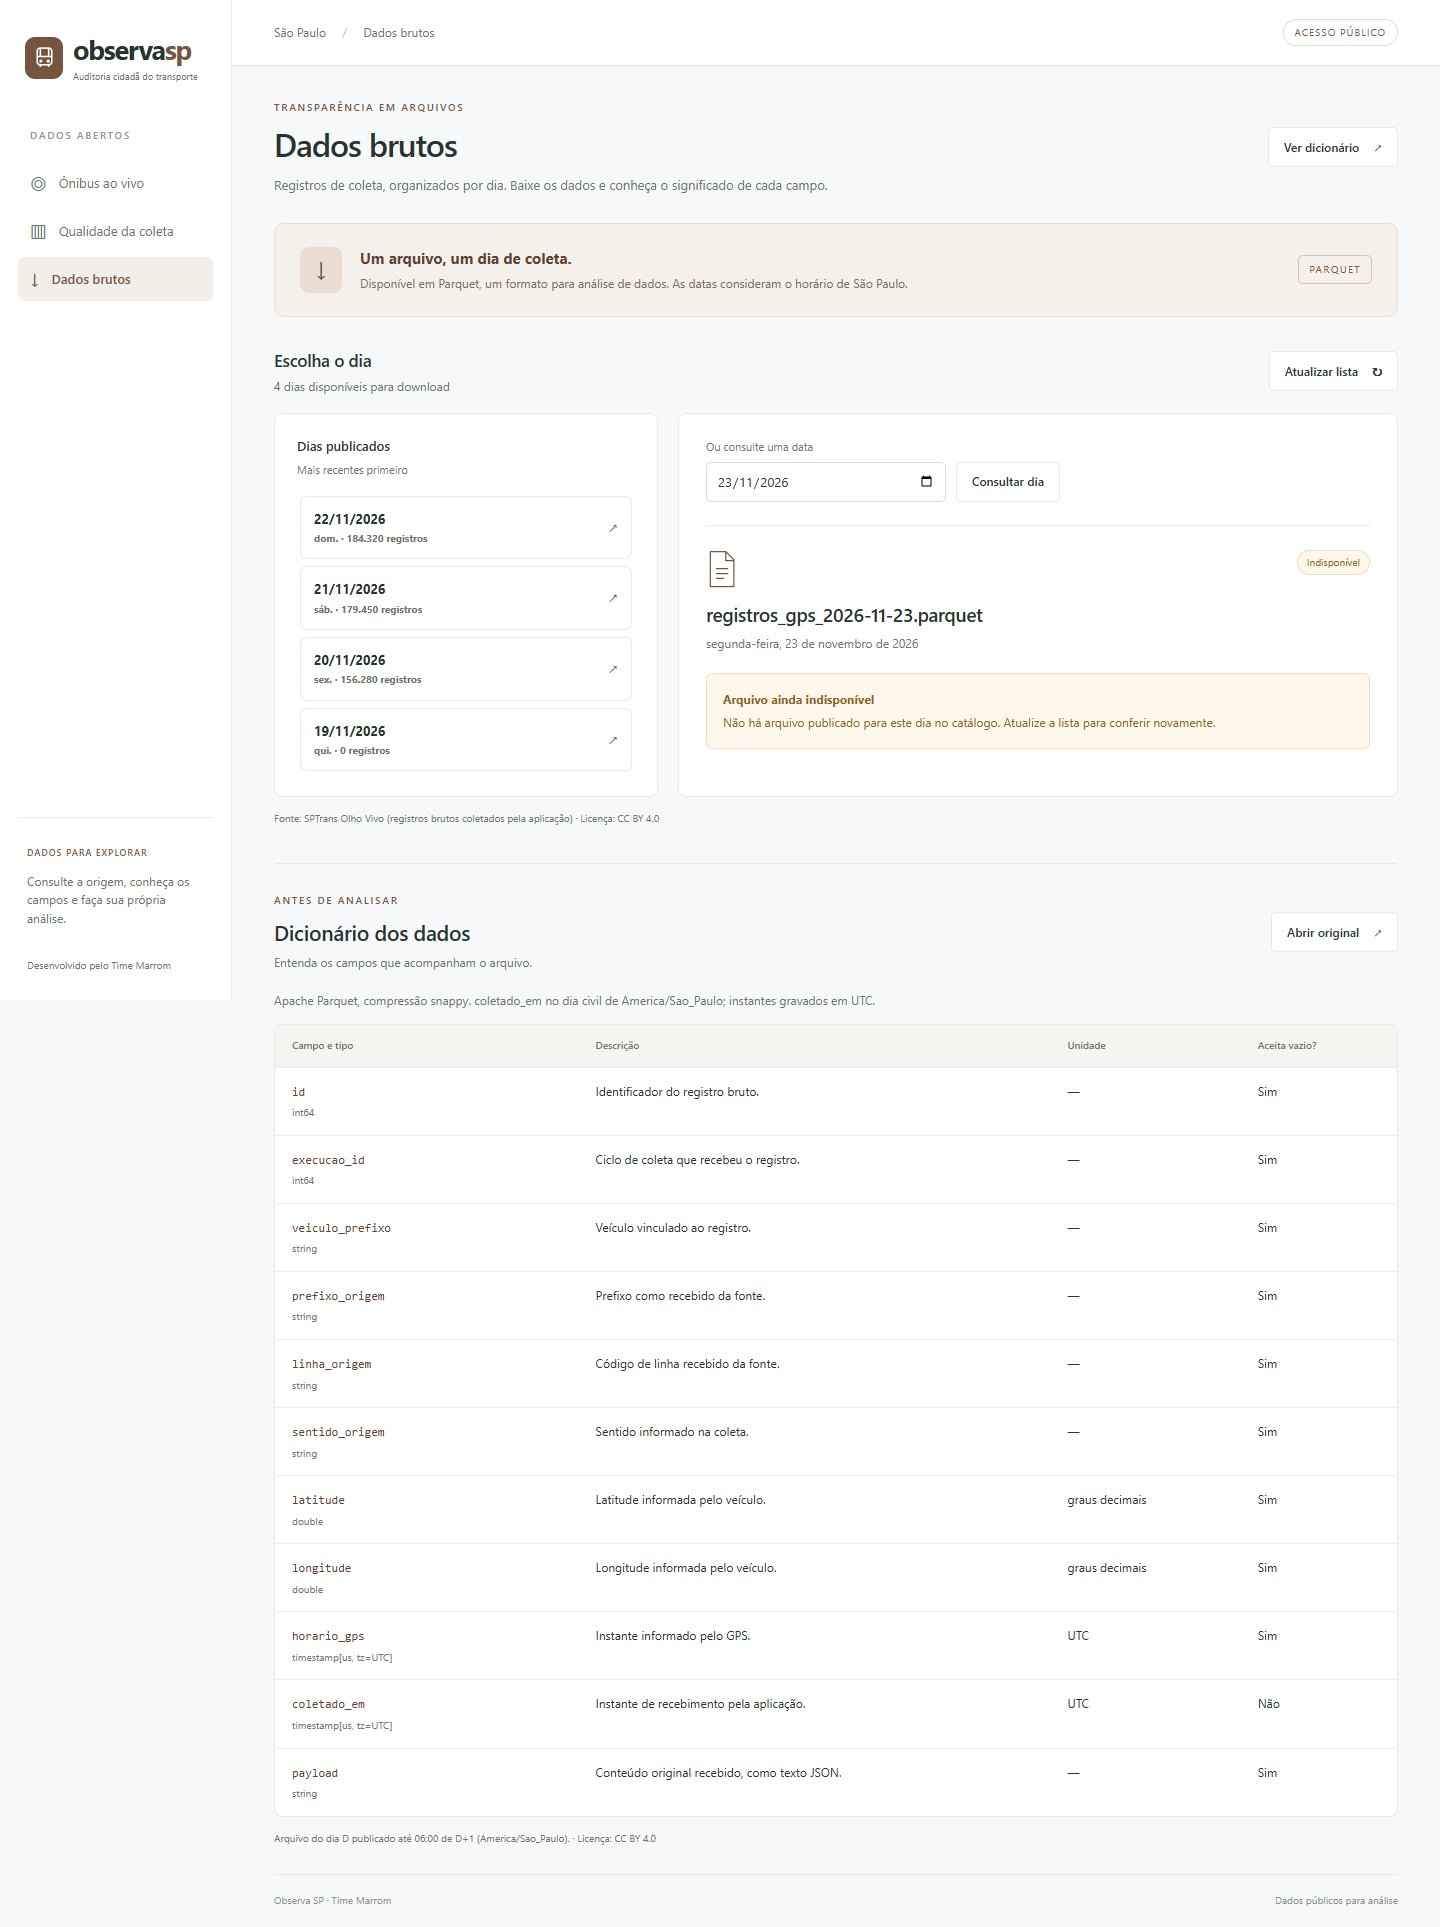 observasp
Auditoria cidadã do transporte
DADOS ABERTOS
Ônibus ao vivo
Qualidade da coleta
Dados brutos
DADOS PARA EXPLORAR
Consulte a origem, conheça os
campos e faça sua própria
análise.
Desenvolvido pelo Time Marrom
São Paulo / Dados brutos
ACESSO PÚBLICO
TRANSPARÊNCIA EM ARQUIVOS
Dados brutos
Ver dicionário ↗
Registros de coleta, organizados por dia. Baixe os dados e conheça o significado de cada campo.
Um arquivo, um dia de coleta.
Disponível em Parquet, um formato para análise de dados. As datas consideram o horário de São Paulo.
PARQUET
Escolha o dia
4 dias disponíveis para download
Atualizar lista ↻
Dias publicados
Mais recentes primeiro
22/11/2026
dom. · 184.320 registros
↗
21/11/2026
sáb. · 179.450 registros
↗
20/11/2026
sex. · 156.280 registros
↗
19/11/2026
qui. · 0 registros
↗
Ou consulte uma data
23/11/2026
Consultar dia
Indisponível
registros_gps_2026-11-23.parquet
segunda-feira, 23 de novembro de 2026
Arquivo ainda indisponível
Não há arquivo publicado para este dia no catálogo. Atualize a lista para conferir novamente.
Fonte: SPTrans Olho Vivo (registros brutos coletados pela aplicação) · Licença: CC BY 4.0
ANTES DE ANALISAR
Dicionário dos dados
Abrir original ↗
Entenda os campos que acompanham o arquivo.
Apache Parquet, compressão snappy. coletado_em no dia civil de America/Sao_Paulo; instantes gravados em UTC.
Campo e tipo Descrição Unidade Aceita vazio?
id Identificador do registro bruto. — Sim
int64
execucao_id Ciclo de coleta que recebeu o registro. — Sim
int64
veiculo_prefixo Veículo vinculado ao registro. — Sim
string
prefixo_origem Prefixo como recebido da fonte. — Sim
string
linha_origem Código de linha recebido da fonte. — Sim
string
sentido_origem Sentido informado na coleta. — Sim
string
latitude Latitude informada pelo veículo. graus decimais Sim
double
longitude Longitude informada pelo veículo. graus decimais Sim
double
horario_gps Instante informado pelo GPS. UTC Sim
timestamp[us, tz=UTC]
coletado_em Instante de recebimento pela aplicação. UTC Não
timestamp[us, tz=UTC]
payload Conteúdo original recebido, como texto JSON. — Sim
string
Arquivo do dia D publicado até 06:00 de D+1 (America/Sao_Paulo). · Licença: CC BY 4.0
Observa SP · Time Marrom
Dados públicos para análise